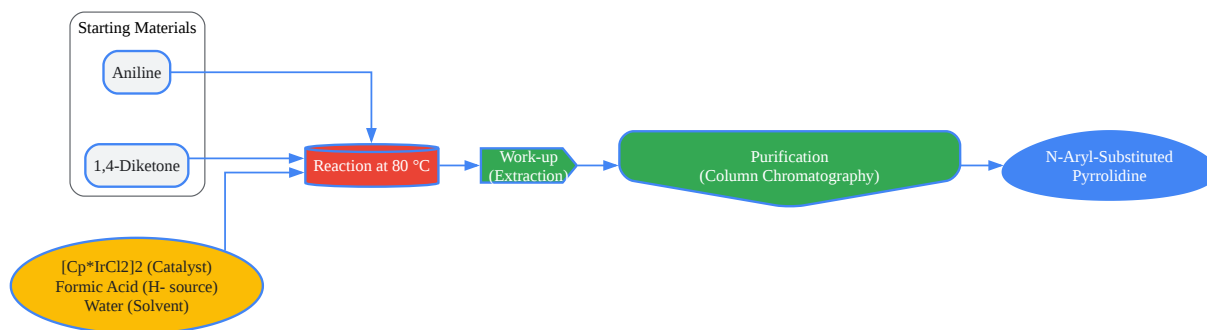 Starting Materials
Aniline
1,4-Diketone
[Cp*IrCl2]2 (Catalyst)
Formic Acid (H- source)
Water (Solvent)
Reaction at 80 °C
Work-up
(Extraction)
Purification
(Column Chromatography)
N-Aryl-Substituted
Pyrrolidine